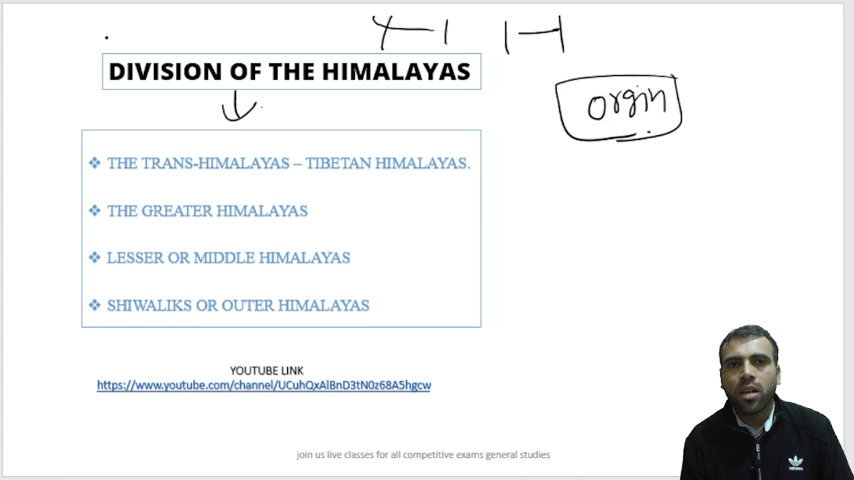 DIVISION OF THE HIMALAYAS
orgin
❖ THE TRANS-HIMALAYAS – TIBETAN HIMALAYAS.
❖ THE GREATER HIMALAYAS
❖ LESSER OR MIDDLE HIMALAYAS
❖ SHIWALIKS OR OUTER HIMALAYAS
YOUTUBE LINK
https://www.youtube.com/channel/UCuhQxAlBnD3tN0z68A5hgcw
join us live classes for all competitive exams general studies